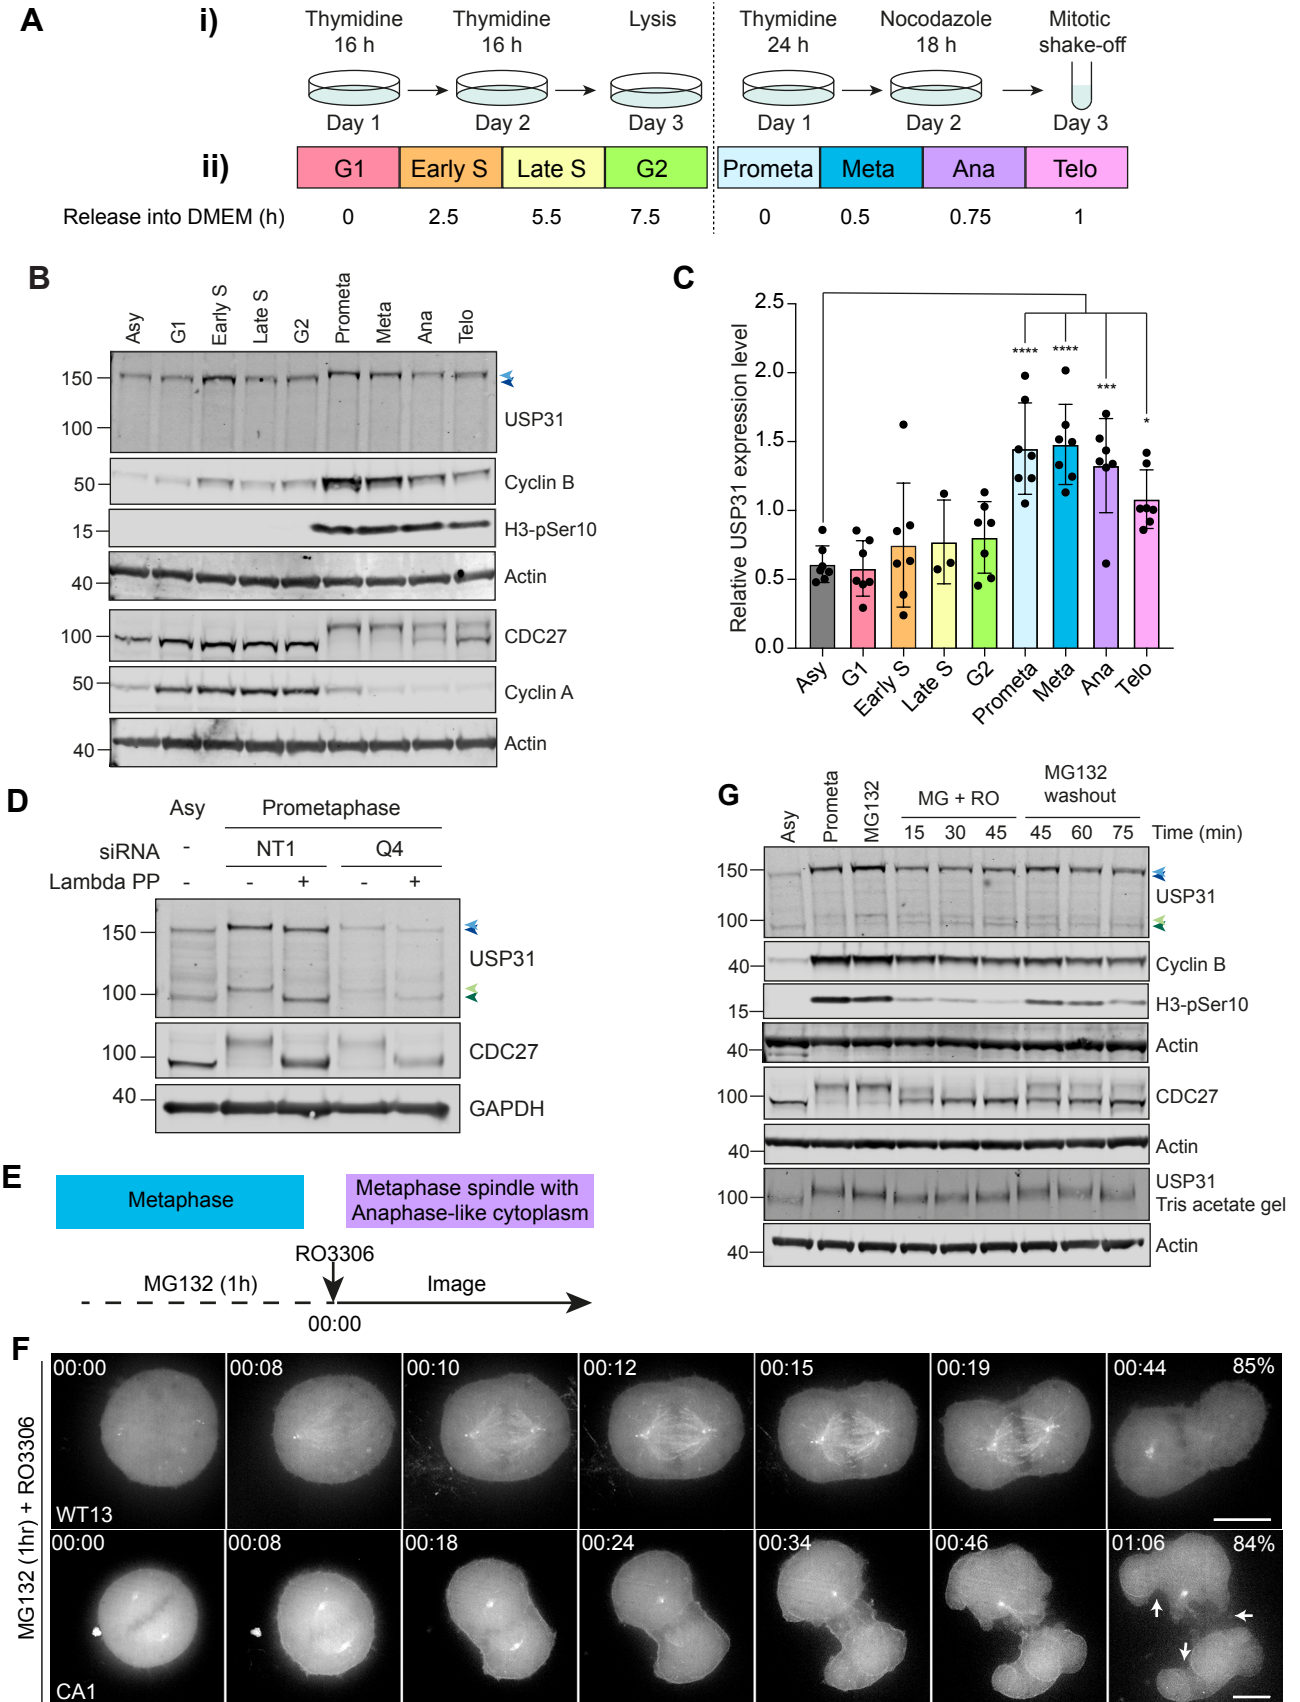 A
i)
Thymidine
16 h
Thymidine
16 h
Lysis
Thymidine
24 h
Nocodazole
18 h
Mitotic
shake-off
Day 1
Day 2
Day 3
Day 1
Day 2
Day 3
ii)
G1
Early S
Late S
G2
Prometa
Meta
Ana
Telo
Release into DMEM (h)
0
2.5
5.5
7.5
0
0.5
0.75
1
B
Asy
G1
Early S
Late S
G2
Prometa
Meta
Ana
Telo
150
100
USP31
50
Cyclin B
15
H3-pSer10
40
Actin
100
CDC27
50
Cyclin A
40
Actin
C
Relative USP31 expression level
2.5
2.0
1.5
1.0
0.5
0.0
****
****
***
*
Asy
G1
Early S
Late S
G2
Prometa
Meta
Ana
Telo
D
Asy
Prometaphase
siRNA
-
NT1
Q4
Lambda PP
-
-
+
-
+
150
100
USP31
100
CDC27
40
GAPDH
E
Metaphase
Metaphase spindle with
Anaphase-like cytoplasm
RO3306
MG132 (1h)
Image
00:00
G
Asy
Prometa
MG132
MG + RO
MG132
washout
15
30
45
45
60
75
Time (min)
150
100
USP31
40
Cyclin B
15
H3-pSer10
40
Actin
100
CDC27
40
Actin
100
USP31
Tris acetate gel
40
Actin
F
MG132 (1hr) + RO3306
00:00
00:08
00:10
00:12
00:15
00:19
00:44
85%
WT13
00:00
00:08
00:18
00:24
00:34
00:46
01:06
84%
CA1